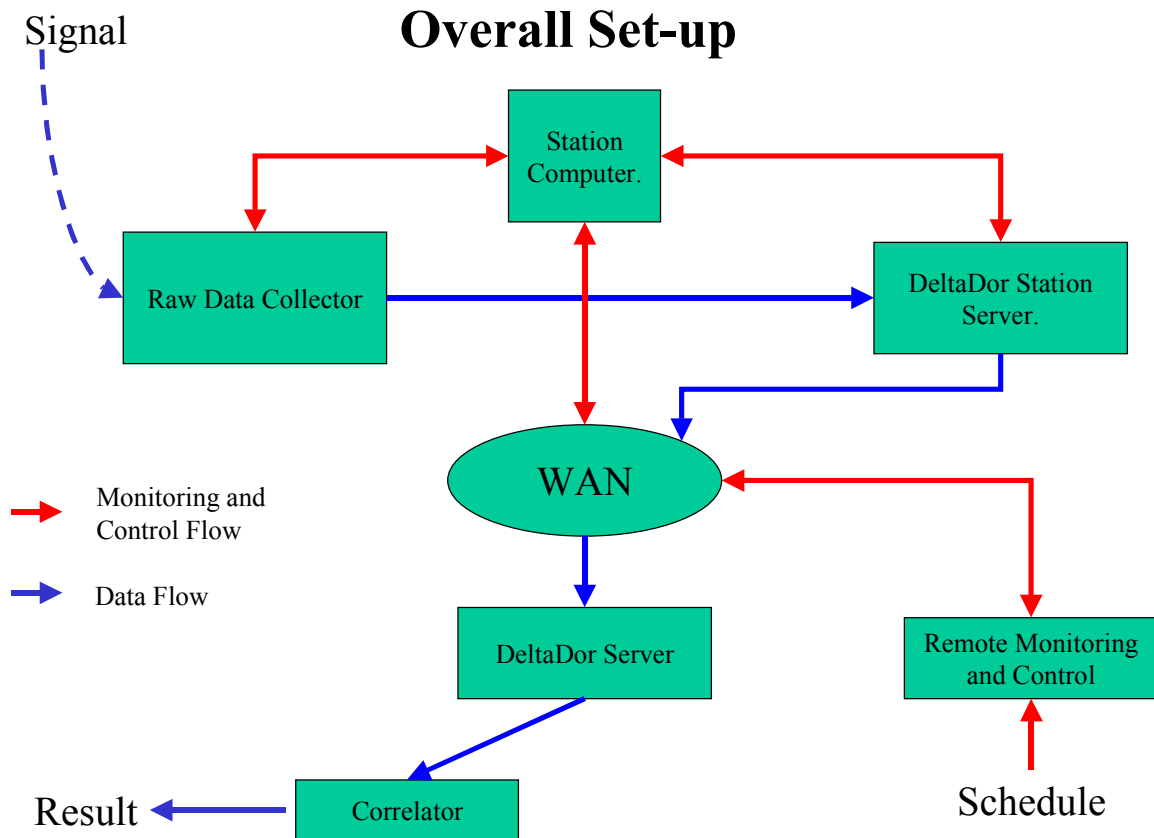 Signal
Overall Set-up
Station
Computer.
Raw Data Collector
DeltaDor Station
Server.
WAN
Monitoring and
Control Flow
Data Flow
DeltaDor Server
Remote Monitoring
and Control
Result
Correlator
Schedule